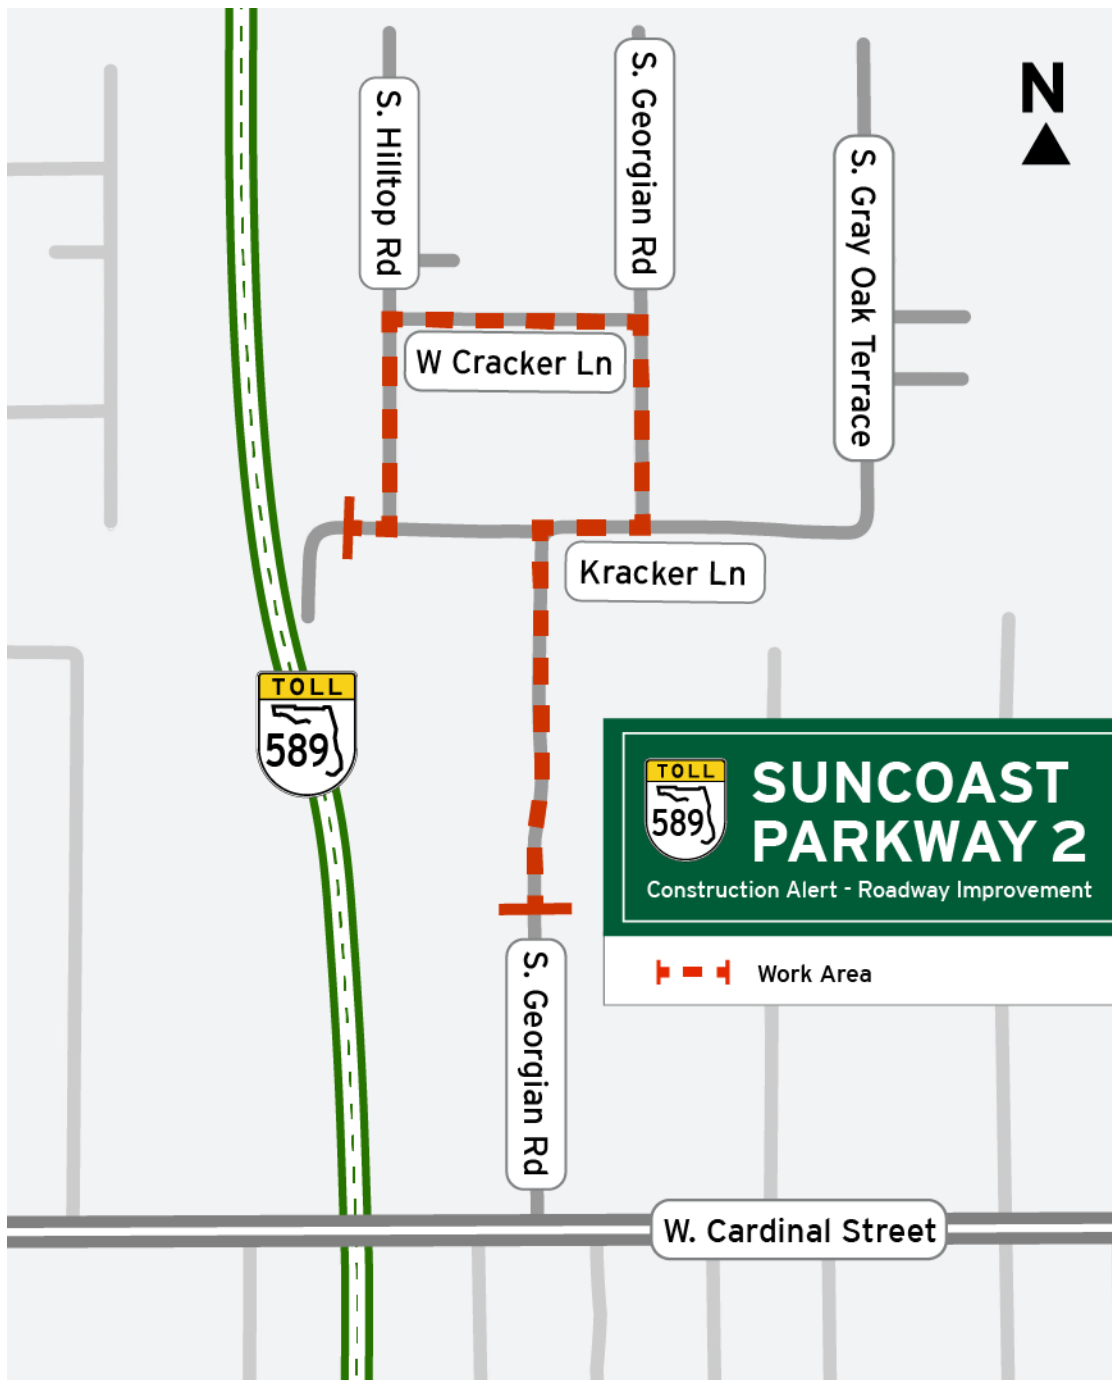 N
S. Hilltop Rd
S. Georgian Rd
S. Gray Oak Terrace
W Cracker Ln
Kracker Ln
TOLL
589
TOLL
589
SUNCOAST
PARKWAY 2
Construction Alert - Roadway Improvement
Work Area
S. Georgian Rd
W. Cardinal Street